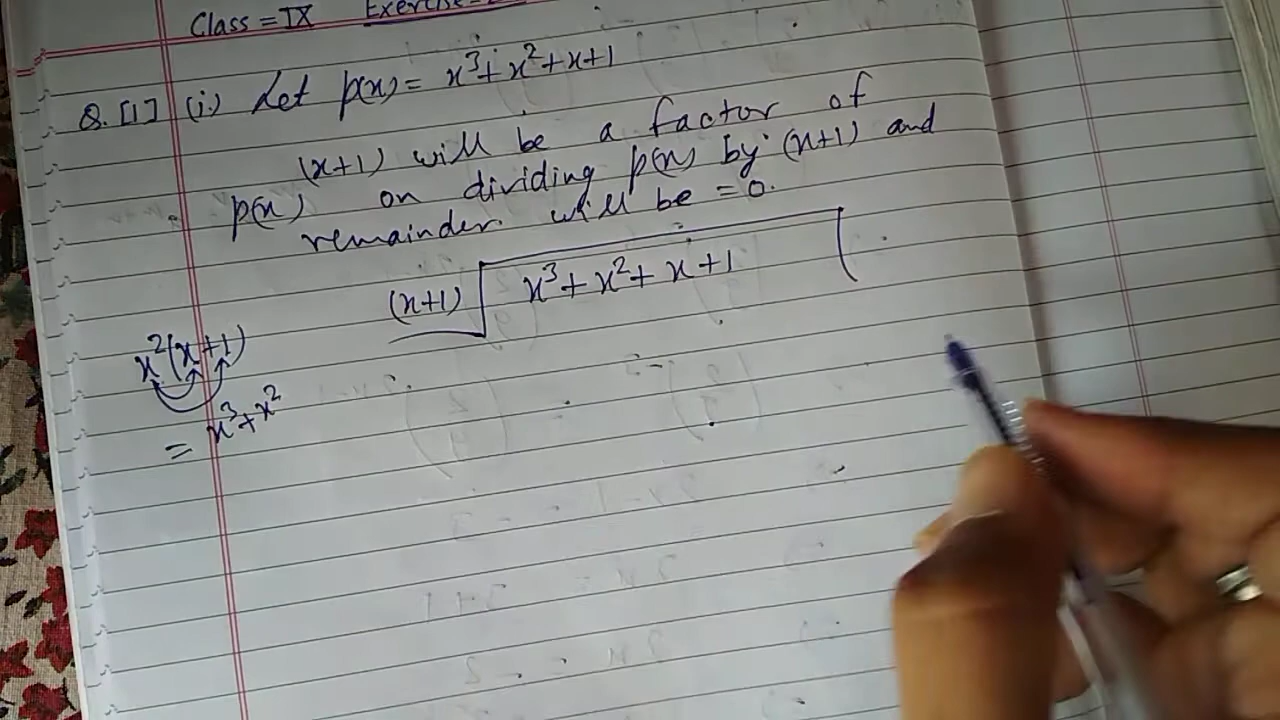 Class = IX Exercise
Q. [1] (i.) Let p(x) = x³ + x² + x + 1
(x+1) will be a factor of
p(x) on dividing p(x) by (x+1) and
remainder will be = 0.
(x+1) x³ + x² + x + 1
x²(x+1)
= x³ + x²